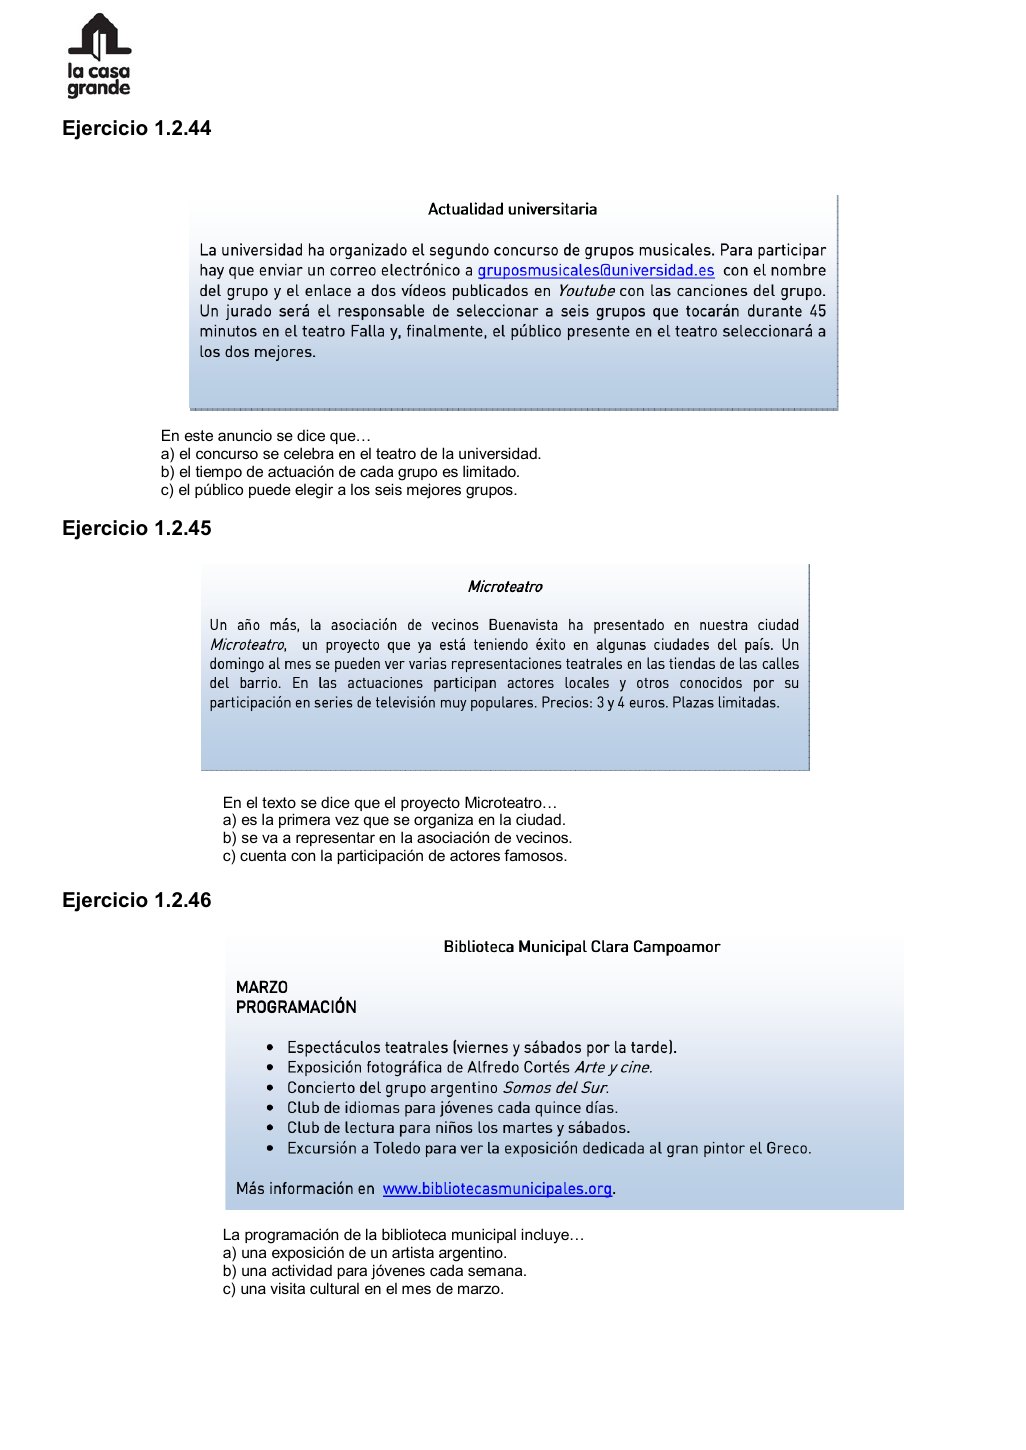 la casa
grande
Ejercicio 1.2.44
Actualidad universitaria
La universidad ha organizado el segundo concurso de grupos musicales. Para participar
hay que enviar un correo electrónico a gruposmusicales@universidad.es con el nombre
del grupo y el enlace a dos vídeos publicados en Youtube con las canciones del grupo.
Un jurado será el responsable de seleccionar a seis grupos que tocarán durante 45
minutos en el teatro Falla y, finalmente, el público presente en el teatro seleccionará a
los dos mejores.
En este anuncio se dice que…
a) el concurso se celebra en el teatro de la universidad.
b) el tiempo de actuación de cada grupo es limitado.
c) el público puede elegir a los seis mejores grupos.
Ejercicio 1.2.45
Microteatro
Un año más, la asociación de vecinos Buenavista ha presentado en nuestra ciudad
Microteatro, un proyecto que ya está teniendo éxito en algunas ciudades del país. Un
domingo al mes se pueden ver varias representaciones teatrales en las tiendas de las calles
del barrio. En las actuaciones participan actores locales y otros conocidos por su
participación en series de televisión muy populares. Precios: 3 y 4 euros. Plazas limitadas.
En el texto se dice que el proyecto Microteatro…
a) es la primera vez que se organiza en la ciudad.
b) se va a representar en la asociación de vecinos.
c) cuenta con la participación de actores famosos.
Ejercicio 1.2.46
Biblioteca Municipal Clara Campoamor
MARZO
PROGRAMACIÓN
• Espectáculos teatrales (viernes y sábados por la tarde).
• Exposición fotográfica de Alfredo Cortés Arte y cine.
• Concierto del grupo argentino Somos del Sur.
• Club de idiomas para jóvenes cada quince días.
• Club de lectura para niños los martes y sábados.
• Excursión a Toledo para ver la exposición dedicada al gran pintor el Greco.
Más información en www.bibliotecasmunicipales.org.
La programación de la biblioteca municipal incluye…
a) una exposición de un artista argentino.
b) una actividad para jóvenes cada semana.
c) una visita cultural en el mes de marzo.